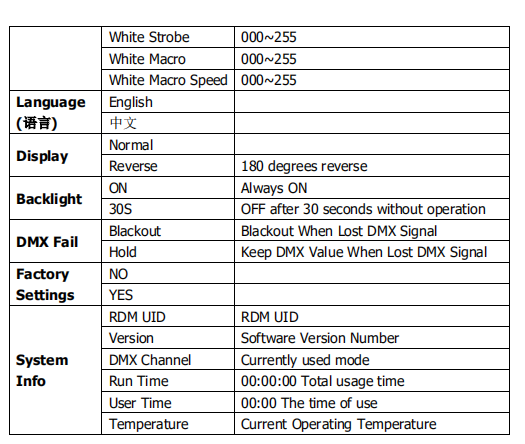 White Strobe 000~255
White Macro 000~255
White Macro Speed 000~255
Language English
(语言) 中文
Display Normal
Reverse 180 degrees reverse
Backlight ON Always ON
30S OFF after 30 seconds without operation
DMX Fail Blackout Blackout When Lost DMX Signal
Hold Keep DMX Value When Lost DMX Signal
Factory NO
Settings YES
System Info RDM UID RDM UID
Version Software Version Number
DMX Channel Currently used mode
Run Time 00:00:00 Total usage time
User Time 00:00 The time of use
Temperature Current Operating Temperature